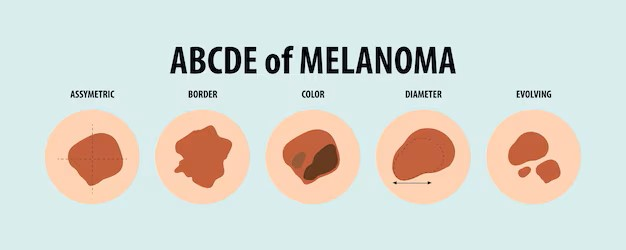 ABCDE of MELANOMA
ASSYMETRIC BORDER COLOR DIAMETER EVOLVING